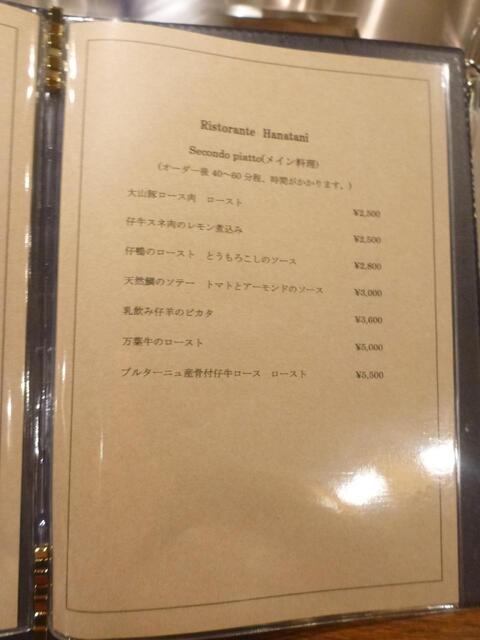 Ristorante Hanatani
Secondo piatto(メイン料理)
(オーダー後 40～60 分程、時間がかかります。)
大山豚ロース肉 ロースト ¥2,500
仔牛スネ肉のレモン煮込み ¥2,500
仔鴨のロースト とうもろこしのソース ¥2,800
天然鯛のソテー トマトとアーモンドのソース ¥3,000
乳飲み仔羊のピカタ ¥3,600
万葉牛のロースト ¥5,000
ブルターニュ産骨付仔牛ロース ロースト ¥5,500